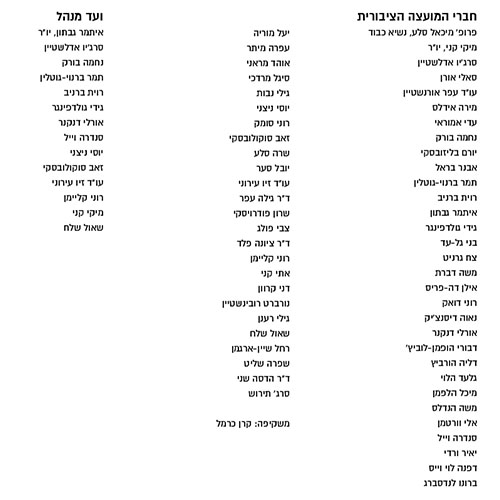 חברי המועצה הציבורית
פרופ' מיכאל סלע, נשיא כבוד
מיקי קני, יו"ר
סרג'יו אדלשטיין
סאלי אורן
עו"ד עפר אורנשטיין
מירה אידלס
עדי אמוראי
נחמה בורק
יורם בליזובסקי
אבנר בראל
תמר ברנוי-גוטלין
רוית ברניב
איתמר גבתון
גידי גולדפינגר
בני גל-עד
צח גרניט
משה דברת
אילן דה-פריס
רוני דואק
נאוה דיסנצ'יק
אורלי דנקנר
דבורי הופמן-לוביץ'
דליה הורביץ
גלעד הלוי
מיכל הלפמן
משה הנדלס
אלי וורטמן
סנדרה וייל
יאיר ורדי
דפנה לוי וייס
ברונו לנדסברג
יעל מוריה
עפרה מיתר
אוהד מראני
סיגל מרדכי
גילי נבות
יוסי ניצני
רוני סומק
זאב סוקולובסקי
שרה סלע
יובל סער
עו"ד זיו עירוני
ד"ר גילה עפר
שרון פודרויסקי
צבי פולג
ד"ר ציונה פלד
רוני קליימן
אתי קני
דני קרוון
נורברט רובינשטיין
גילי רענן
שאול שלח
רחל שיין-ארגמן
שפרה שליט
ד"ר הדסה שני
סרג' תירוש
משקיפה: קרן כרמל
ועד מנהל
איתמר גבתון, יו"ר
סרג'יו אדלשטיין
נחמה בורק
תמר ברנוי-גוטלין
רוית ברניב
גידי גולדפינגר
אורלי דנקנר
סנדרה וייל
יוסי ניצני
זאב סוקולובסקי
עו"ד זיו עירוני
רוני קליימן
מיקי קני
שאול שלח